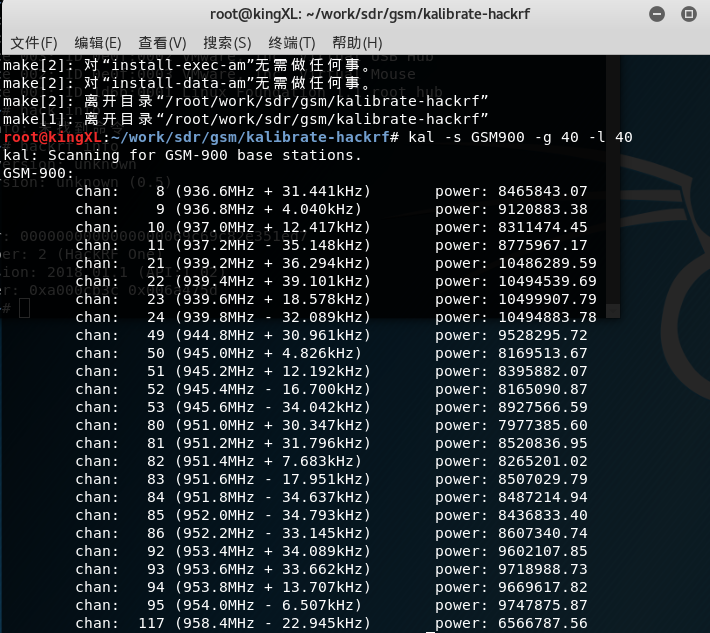 root@kingXL: ~/work/sdr/gsm/kalibrate-hackrf
文件(F) 编辑(E) 查看(V) 搜索(S) 终端(T) 帮助(H)
make[2]: 对“install-exec-am”无需做任何事。
make[2]: 对“install-data-am”无需做任何事。
make[2]: 离开目录“/root/work/sdr/gsm/kalibrate-hackrf”
make[1]: 离开目录“/root/work/sdr/gsm/kalibrate-hackrf”
root@kingXL:~/work/sdr/gsm/kalibrate-hackrf# kal -s GSM900 -g 40 -l 40
kal: Scanning for GSM-900 base stations.
GSM-900:
chan: 8 (936.6MHz + 31.441kHz) power: 8465843.07
chan: 9 (936.8MHz + 4.040kHz) power: 9120883.38
chan: 10 (937.0MHz + 12.417kHz) power: 8311474.45
chan: 11 (937.2MHz - 35.148kHz) power: 8775967.17
chan: 21 (939.2MHz + 36.294kHz) power: 10486289.59
chan: 22 (939.4MHz + 39.101kHz) power: 10494539.69
chan: 23 (939.6MHz + 18.578kHz) power: 10499907.79
chan: 24 (939.8MHz - 32.089kHz) power: 10494883.78
chan: 49 (944.8MHz + 30.961kHz) power: 9528295.72
chan: 50 (945.0MHz + 4.826kHz) power: 8169513.67
chan: 51 (945.2MHz + 12.192kHz) power: 8395882.07
chan: 52 (945.4MHz - 16.700kHz) power: 8165090.87
chan: 53 (945.6MHz - 34.042kHz) power: 8927566.59
chan: 80 (951.0MHz + 30.347kHz) power: 7977385.60
chan: 81 (951.2MHz + 31.796kHz) power: 8520836.95
chan: 82 (951.4MHz + 7.683kHz) power: 8265201.02
chan: 83 (951.6MHz - 17.951kHz) power: 8507029.79
chan: 84 (951.8MHz - 34.637kHz) power: 8487214.94
chan: 85 (952.0MHz - 34.793kHz) power: 8436833.40
chan: 86 (952.2MHz - 33.145kHz) power: 8607340.74
chan: 92 (953.4MHz + 34.089kHz) power: 9602107.85
chan: 93 (953.6MHz + 33.662kHz) power: 9718988.73
chan: 94 (953.8MHz + 13.707kHz) power: 9669617.82
chan: 95 (954.0MHz - 6.507kHz) power: 9747875.87
chan: 117 (958.4MHz - 22.945kHz) power: 6566787.56